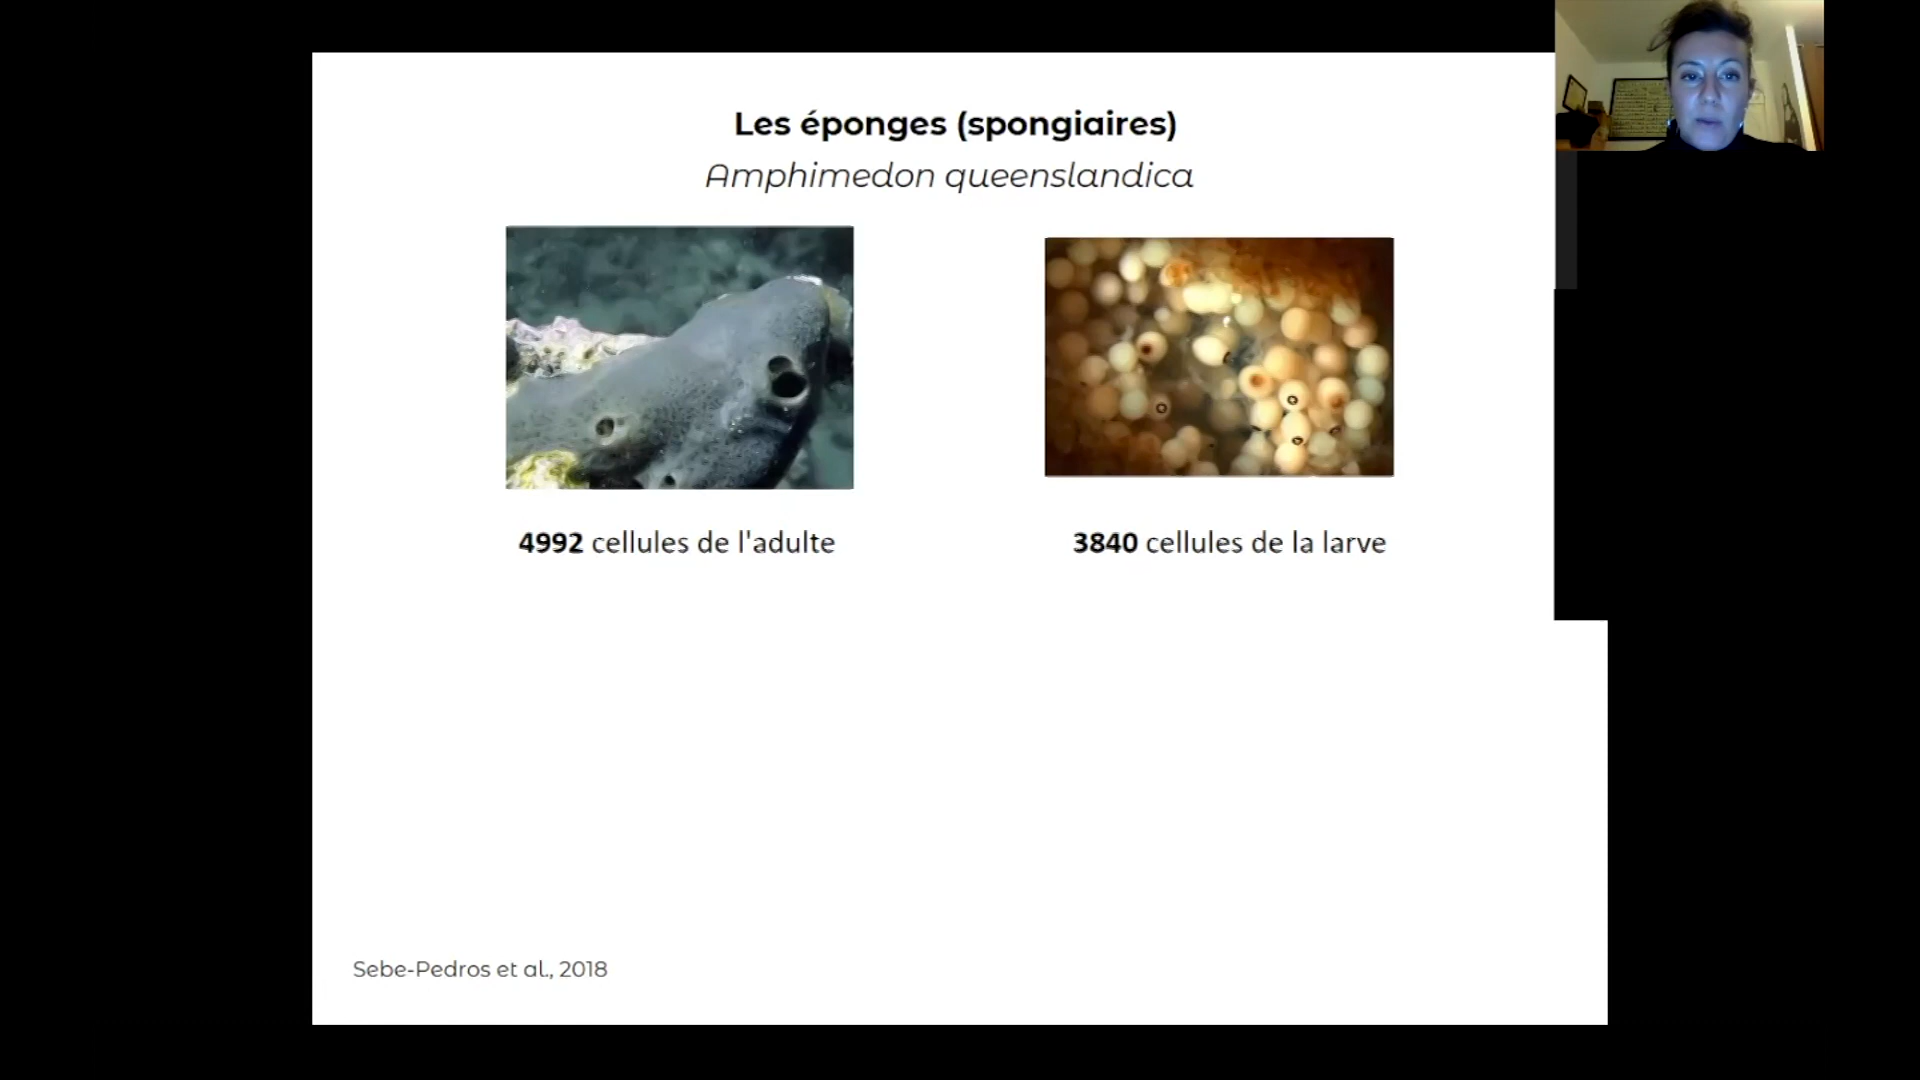 Les éponges (spongiaires)
Amphimedon queenslandica
4992 cellules de l'adulte
3840 cellules de la larve
Sebe-Pedros et al., 2018